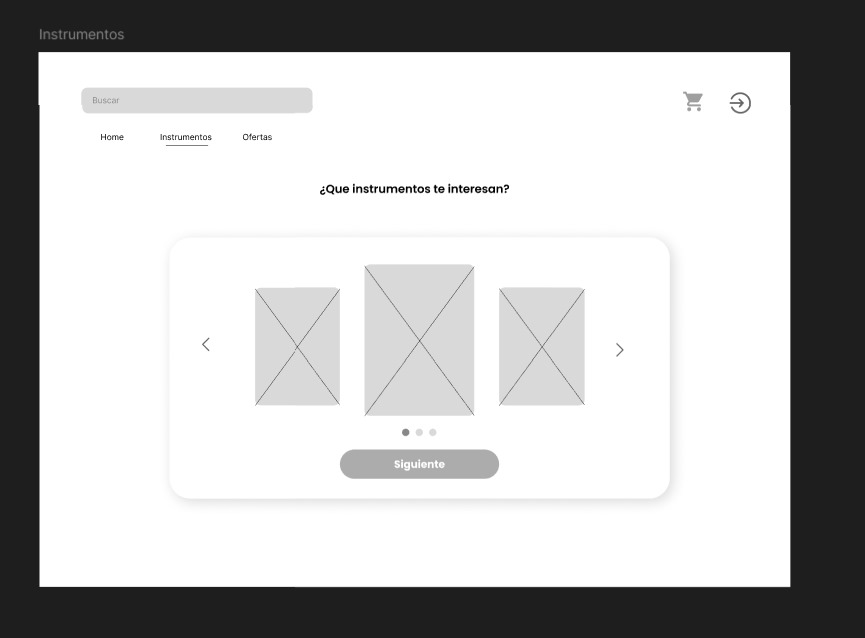 Instrumentos
Buscar
Home Instrumentos Ofertas
¿Que instrumentos te interesan?
Siguiente